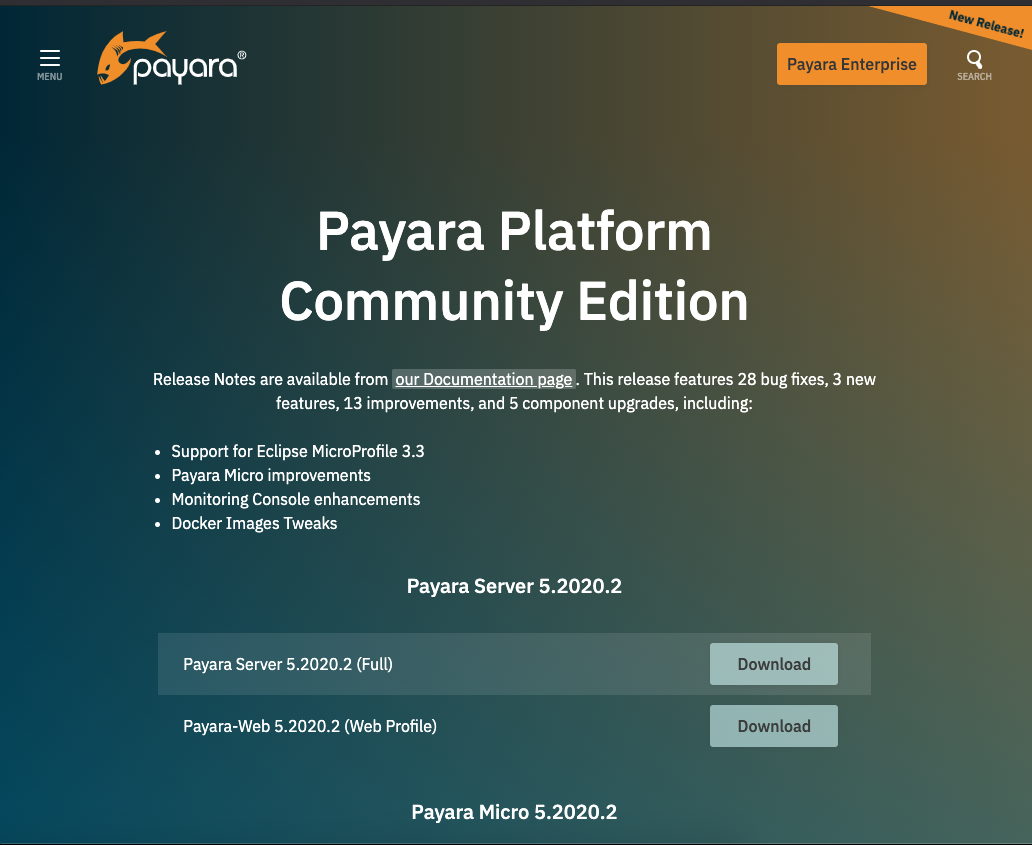 New Release!
MENU
payara®
Payara Enterprise
SEARCH
Payara Platform
Community Edition
Release Notes are available from our Documentation page. This release features 28 bug fixes, 3 new
features, 13 improvements, and 5 component upgrades, including:
• Support for Eclipse MicroProfile 3.3
• Payara Micro improvements
• Monitoring Console enhancements
• Docker Images Tweaks
Payara Server 5.2020.2
Payara Server 5.2020.2 (Full)
Download
Payara-Web 5.2020.2 (Web Profile)
Download
Payara Micro 5.2020.2